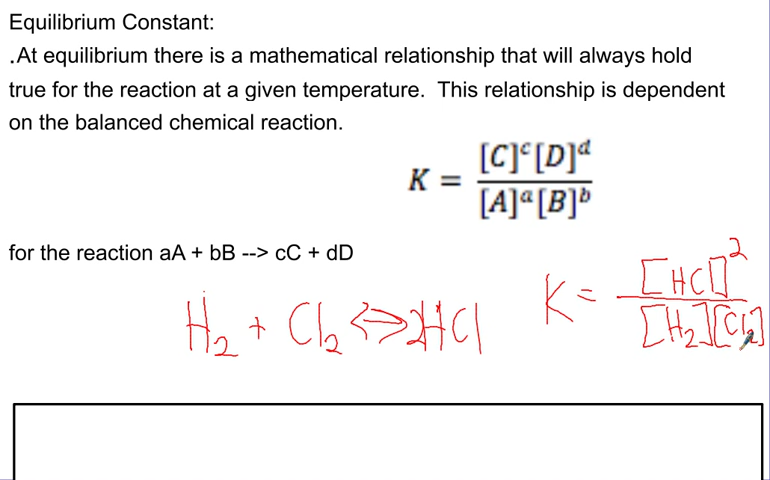 Equilibrium Constant:
.At equilibrium there is a mathematical relationship that will always hold
true for the reaction at a given temperature.  This relationship is dependent
on the balanced chemical reaction.
K = [C]ᶜ[D]ᵈ / [A]ᵃ[B]ᵇ
for the reaction aA + bB --> cC + dD
H₂ + Cl₂ <=> 2HCl
K = [HCl]² / [H₂][Cl₂]